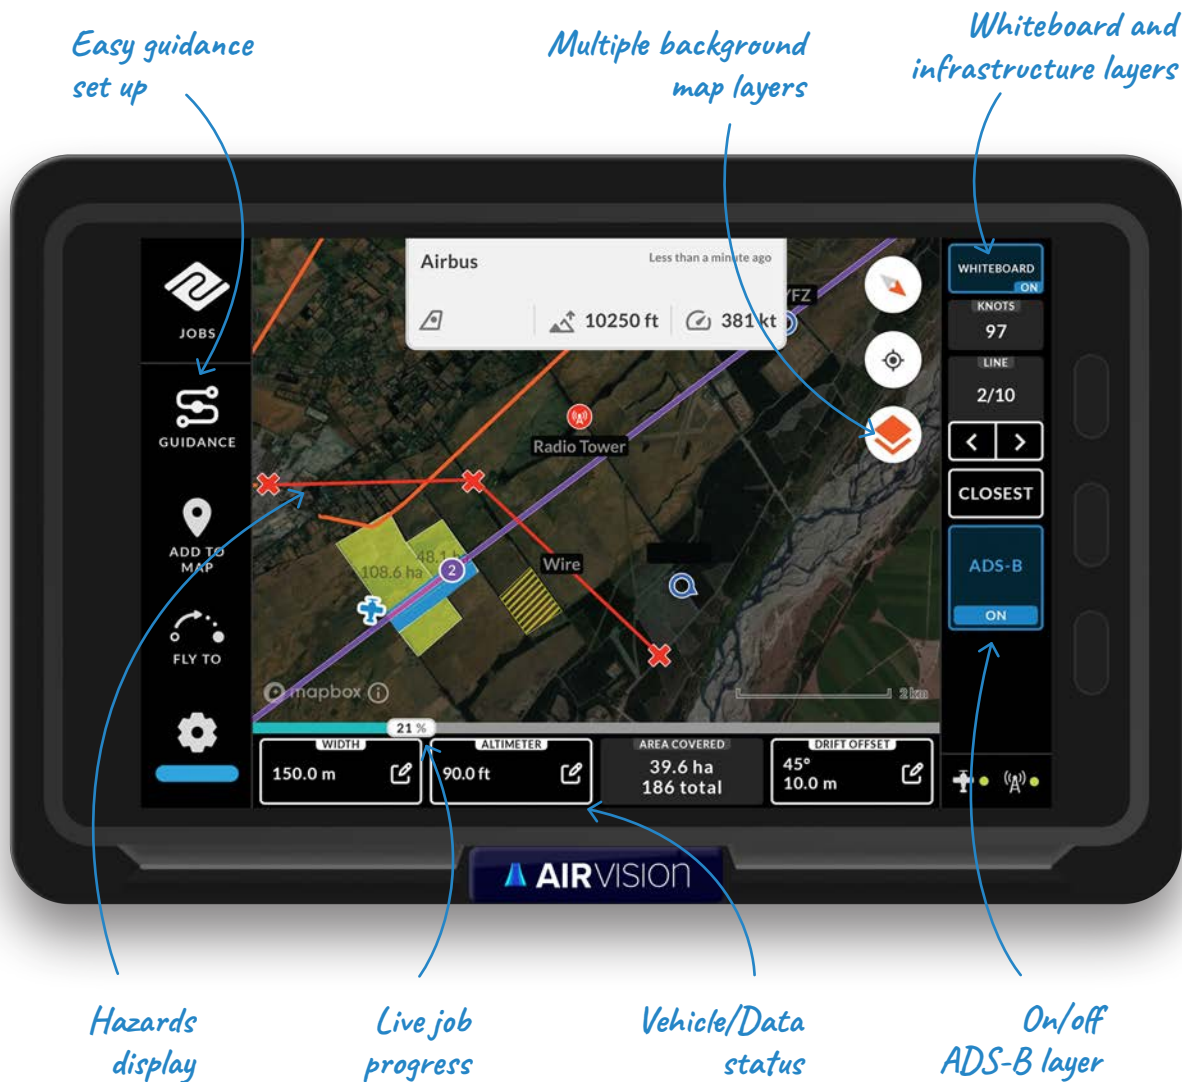 Easy guidance
set up
Multiple background
map layers
Whiteboard and
infrastructure layers
JOBS
GUIDANCE
ADD TO
MAP
FLY TO
Airbus
Less than a minute ago
10250 ft
381 kt
YFZ
Radio Tower
Wire
48.1 ha
108.6 ha
2
mapbox
2 km
WHITEBOARD
ON
KNOTS
97
LINE
2/10
CLOSEST
ADS-B
ON
21 %
WIDTH
150.0 m
ALTIMETER
90.0 ft
AREA COVERED
39.6 ha
186 total
DRIFT OFFSET
45°
10.0 m
AIRVISION
Hazards
display
Live job
progress
Vehicle/Data
status
On/off
ADS-B layer